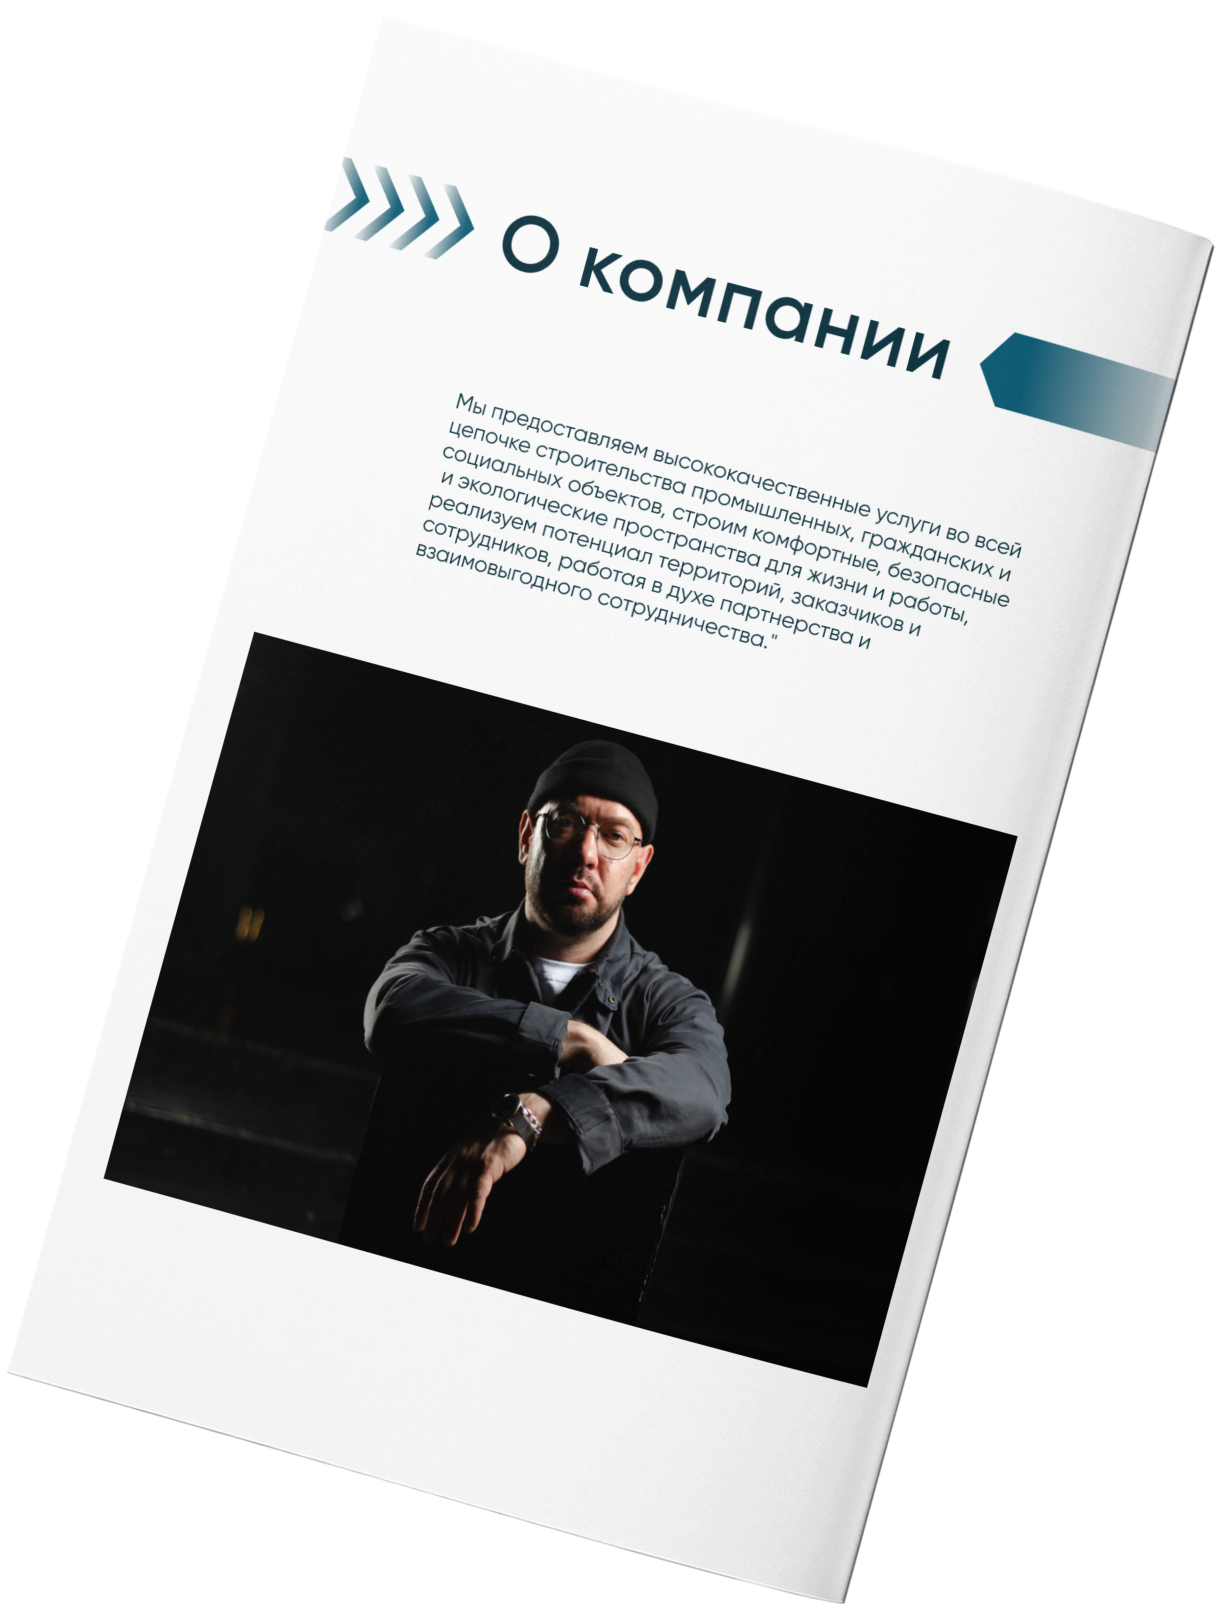 О компании
Мы предоставляем высококачественные услуги во всей
цепочке строительства промышленных, гражданских и
социальных объектов, строим комфортные, безопасные
и экологические пространства для жизни и работы,
реализуем потенциал территорий, заказчиков и
сотрудников, работая в духе партнерства и
взаимовыгодного сотрудничества."